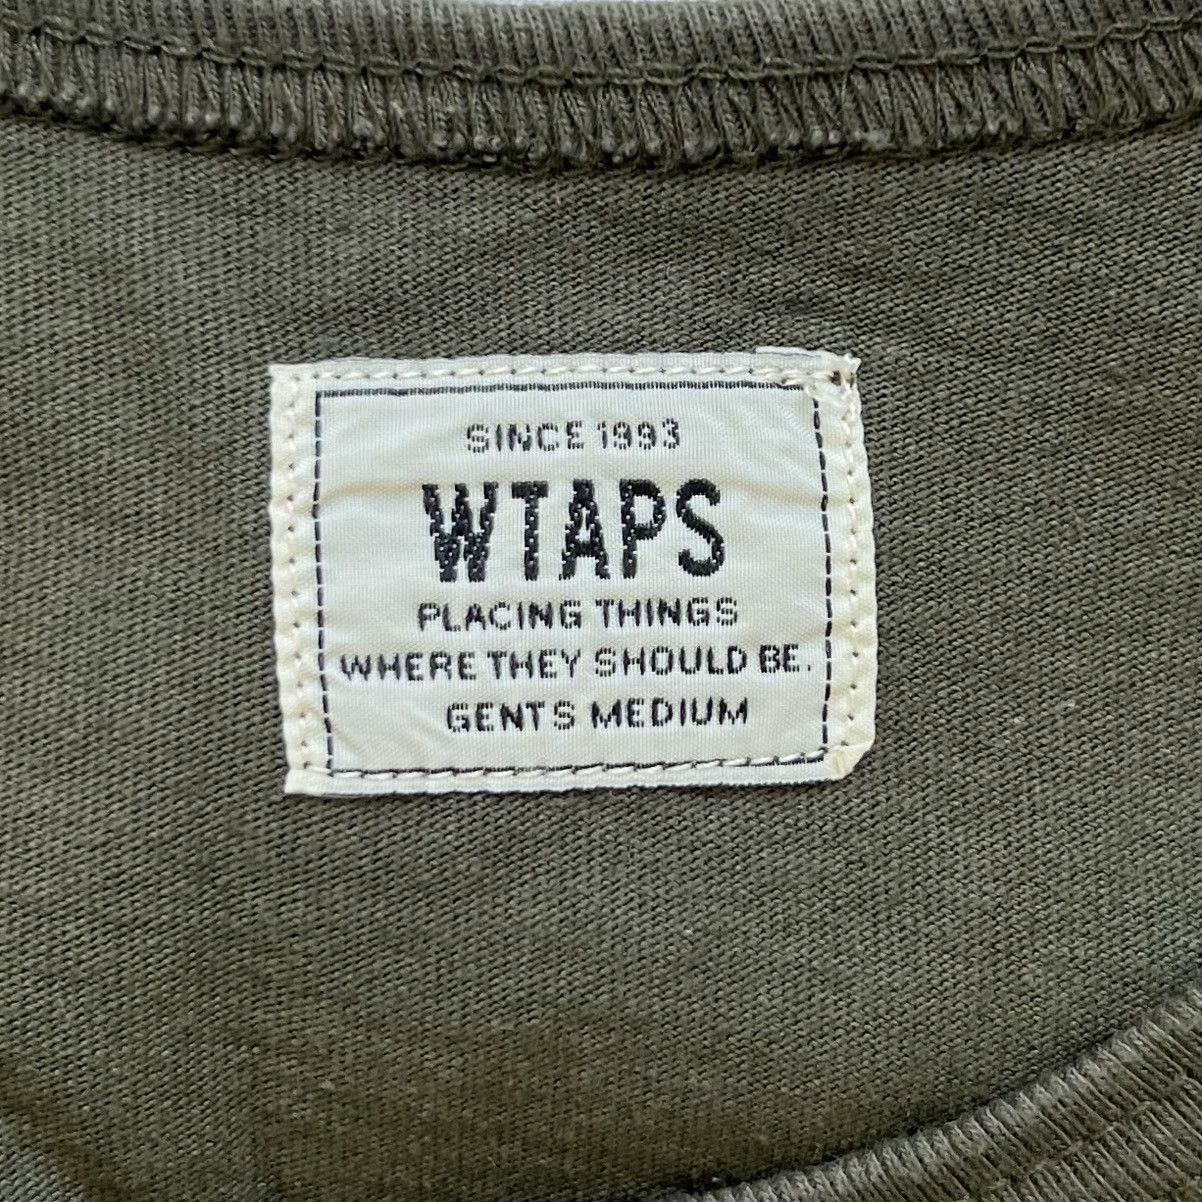 SINCE 1993
WTAPS
PLACING THINGS
WHERE THEY SHOULD BE.
GENTS MEDIUM